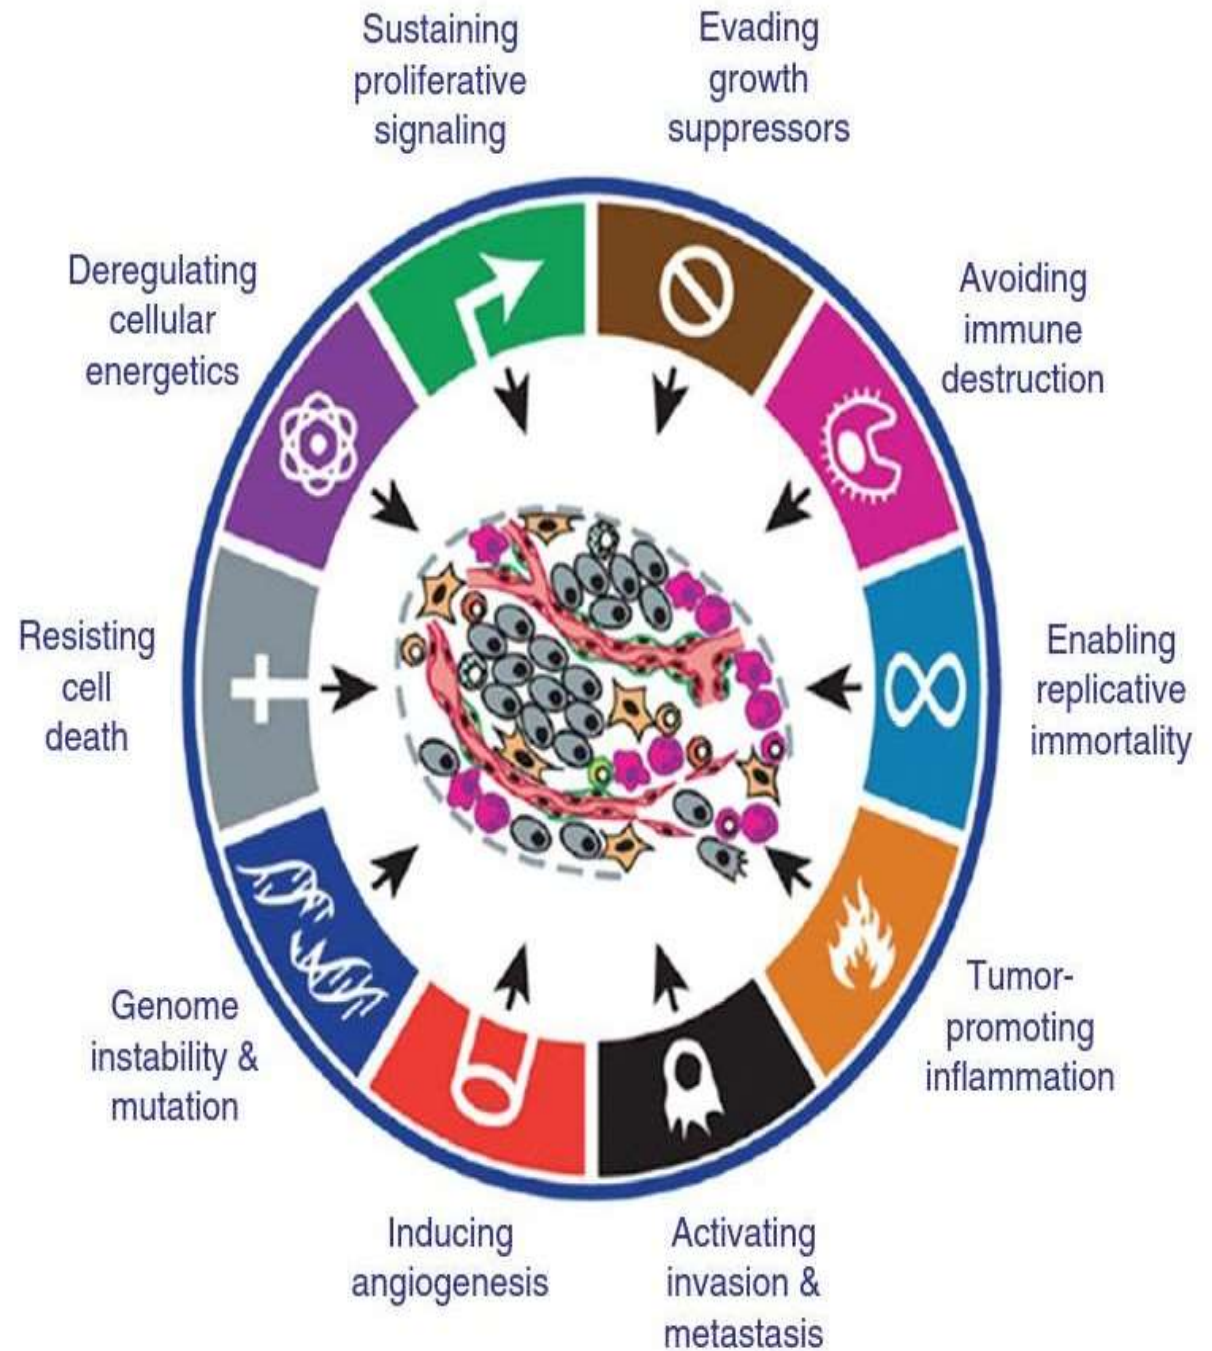 Sustaining
proliferative
signaling
Evading
growth
suppressors
Deregulating
cellular
energetics
Avoiding
immune
destruction
Resisting
cell
death
Enabling
replicative
immortality
Genome
instability &
mutation
Tumor-
promoting
inflammation
Inducing
angiogenesis
Activating
invasion &
metastasis